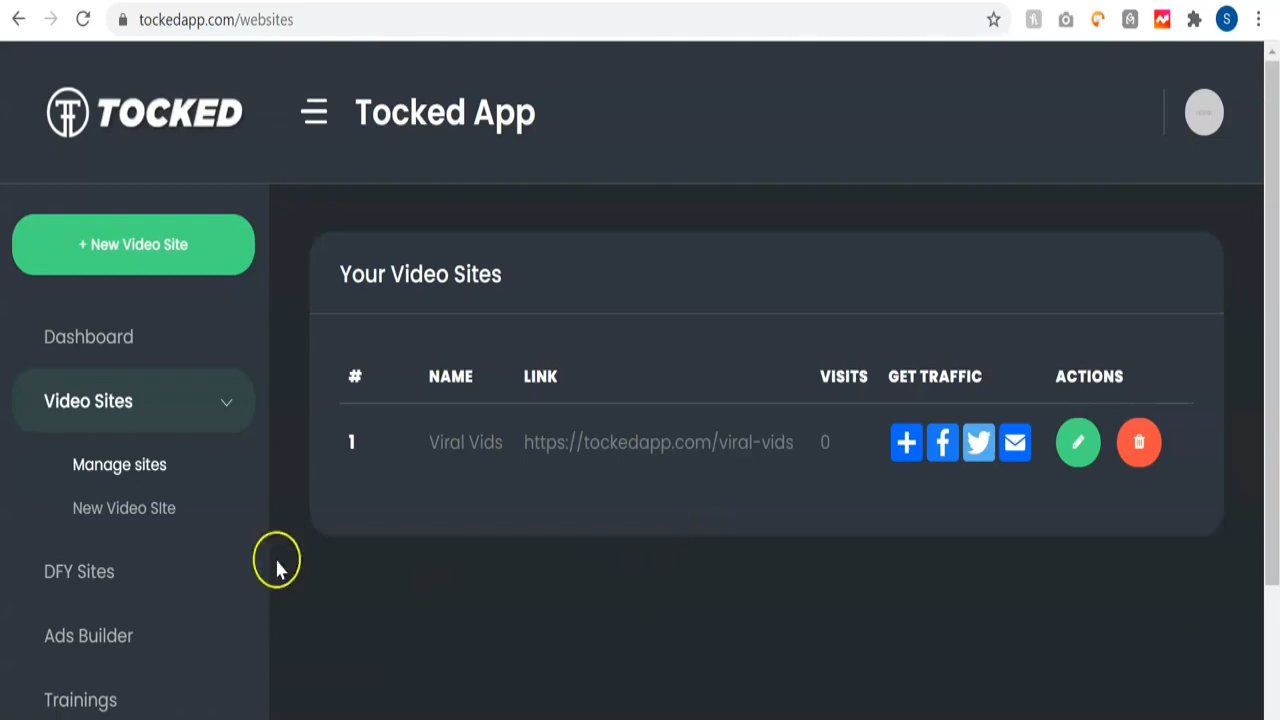 tockedapp.com/websites
S
TOCKED
Tocked App
+ New Video Site
Dashboard
Video Sites
Manage sites
New Video SIte
DFY Sites
Ads Builder
Trainings
Your Video Sites
# NAME LINK VISITS GET TRAFFIC ACTIONS
1 Viral Vids https://tockedapp.com/viral-vids 0